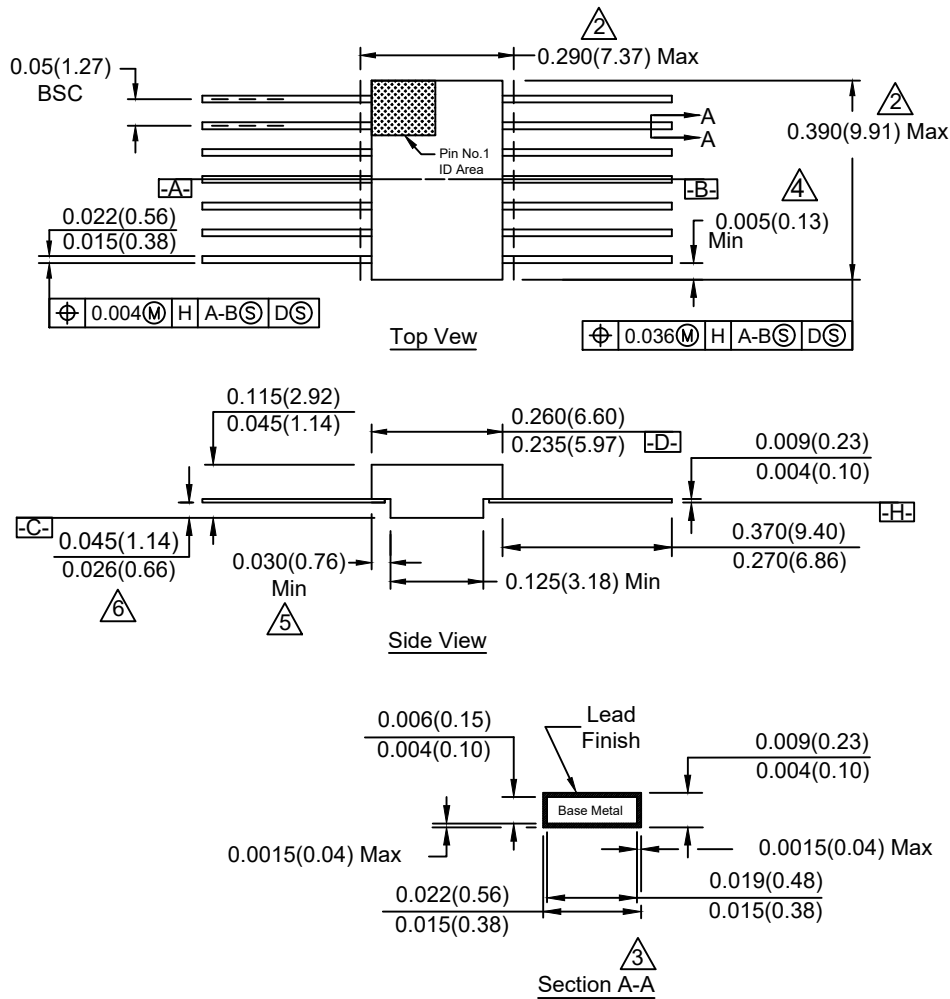 2
0.290(7.37) Max
0.05(1.27)
BSC
2
0.390(9.91) Max
A
A
Pin No.1
ID Area
-A-
-B-
4
0.022(0.56)
0.015(0.38)
0.005(0.13)
Min
⌖ 0.004Ⓜ H A-BⓈ DⓈ
⌖ 0.036Ⓜ H A-BⓈ DⓈ
Top Vew
0.115(2.92)
0.045(1.14)
0.260(6.60)
0.235(5.97)
-D-
0.009(0.23)
0.004(0.10)
-C-
-H-
0.045(1.14)
0.026(0.66)
6
0.030(0.76)
Min
5
0.125(3.18) Min
0.370(9.40)
0.270(6.86)
Side View
0.006(0.15)
0.004(0.10)
Lead
Finish
0.009(0.23)
0.004(0.10)
Base Metal
0.0015(0.04) Max
0.0015(0.04) Max
0.022(0.56)
0.015(0.38)
0.019(0.48)
0.015(0.38)
3
Section A-A